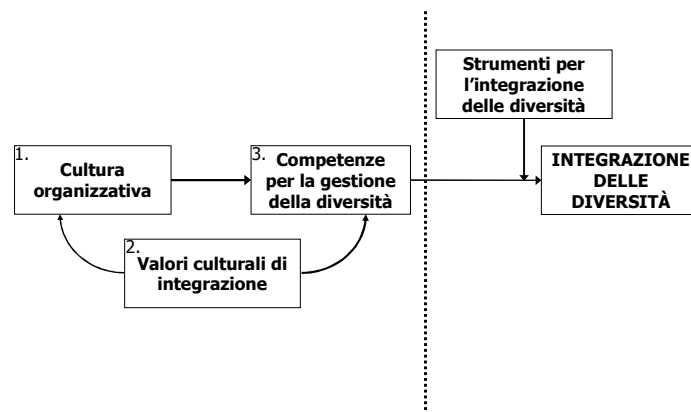 Strumenti per
l'integrazione
delle diversità
1.
Cultura
organizzativa
3.
Competenze
per la gestione
della diversità
INTEGRAZIONE
DELLE
DIVERSITÀ
2.
Valori culturali di
integrazione